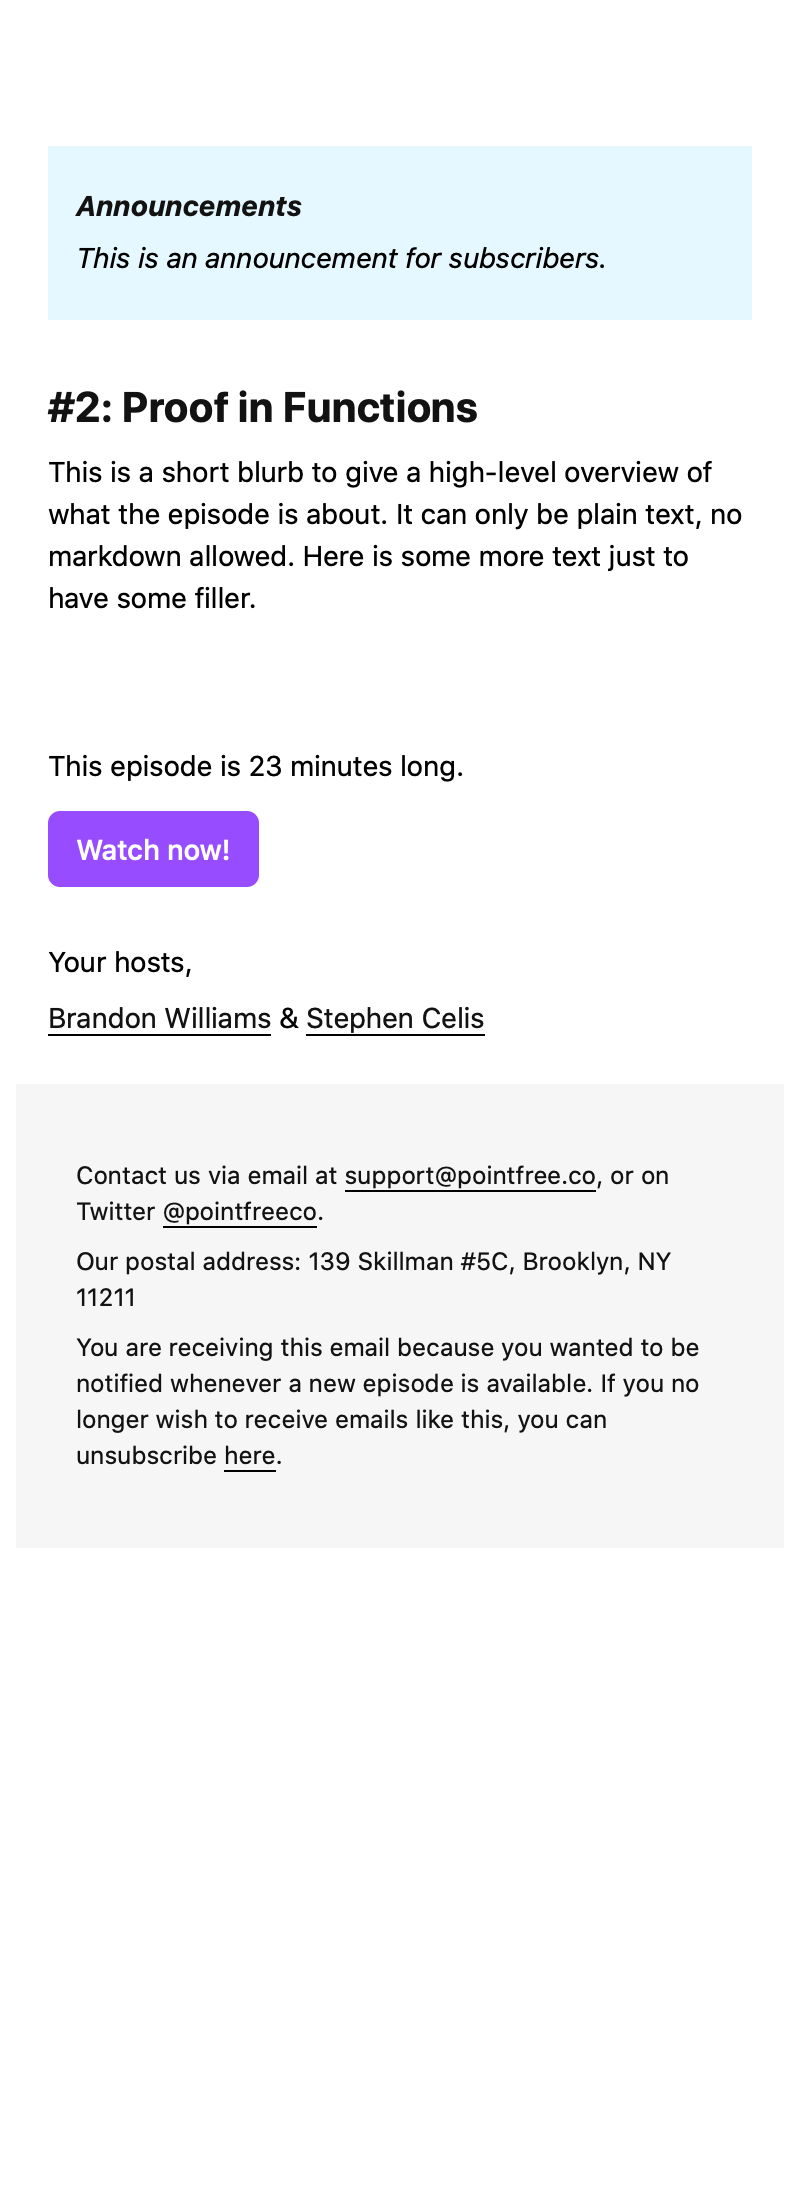 Announcements
This is an announcement for subscribers.
#2: Proof in Functions
This is a short blurb to give a high-level overview of
what the episode is about. It can only be plain text, no
markdown allowed. Here is some more text just to
have some filler.
This episode is 23 minutes long.
Watch now!
Your hosts,
Brandon Williams & Stephen Celis
Contact us via email at support@pointfree.co, or on
Twitter @pointfreeco.
Our postal address: 139 Skillman #5C, Brooklyn, NY
11211
You are receiving this email because you wanted to be
notified whenever a new episode is available. If you no
longer wish to receive emails like this, you can
unsubscribe here.